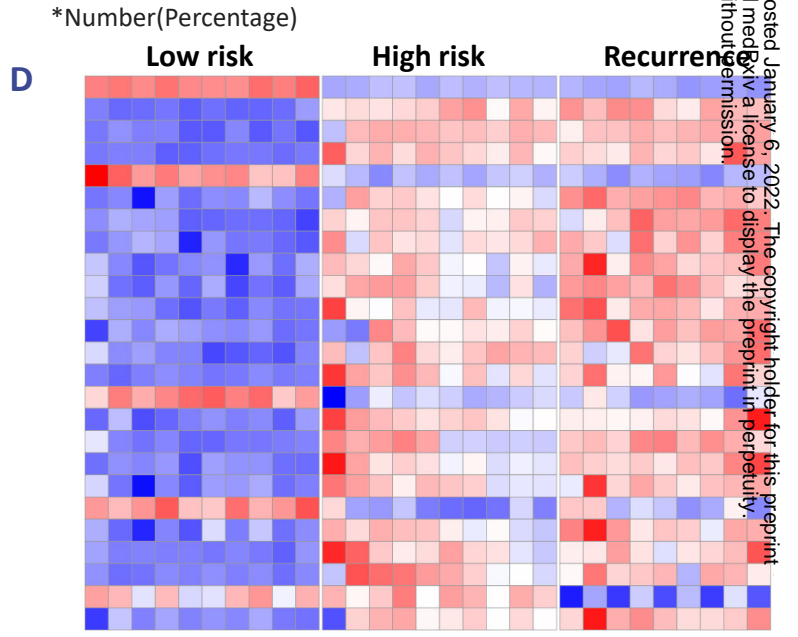 *Number(Percentage)
Low risk High risk Recurrence
D
osted January 6, 2022. The copyright holder for this preprint
medRxiv a license to display the preprint in perpetuity.
ithout permission.